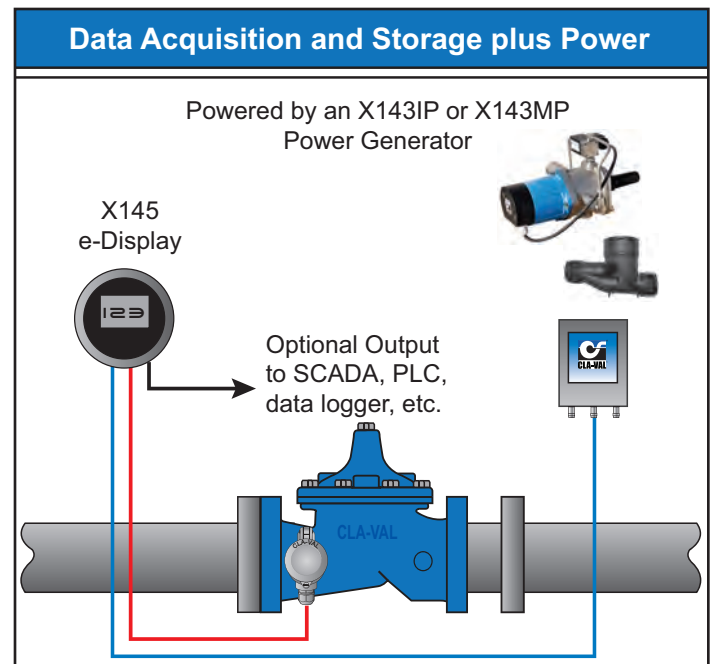 Data Acquisition and Storage plus Power
Powered by an X143IP or X143MP
Power Generator
X145
e-Display
123
Optional Output
to SCADA, PLC,
data logger, etc.
CLA-VAL
CLA-VAL